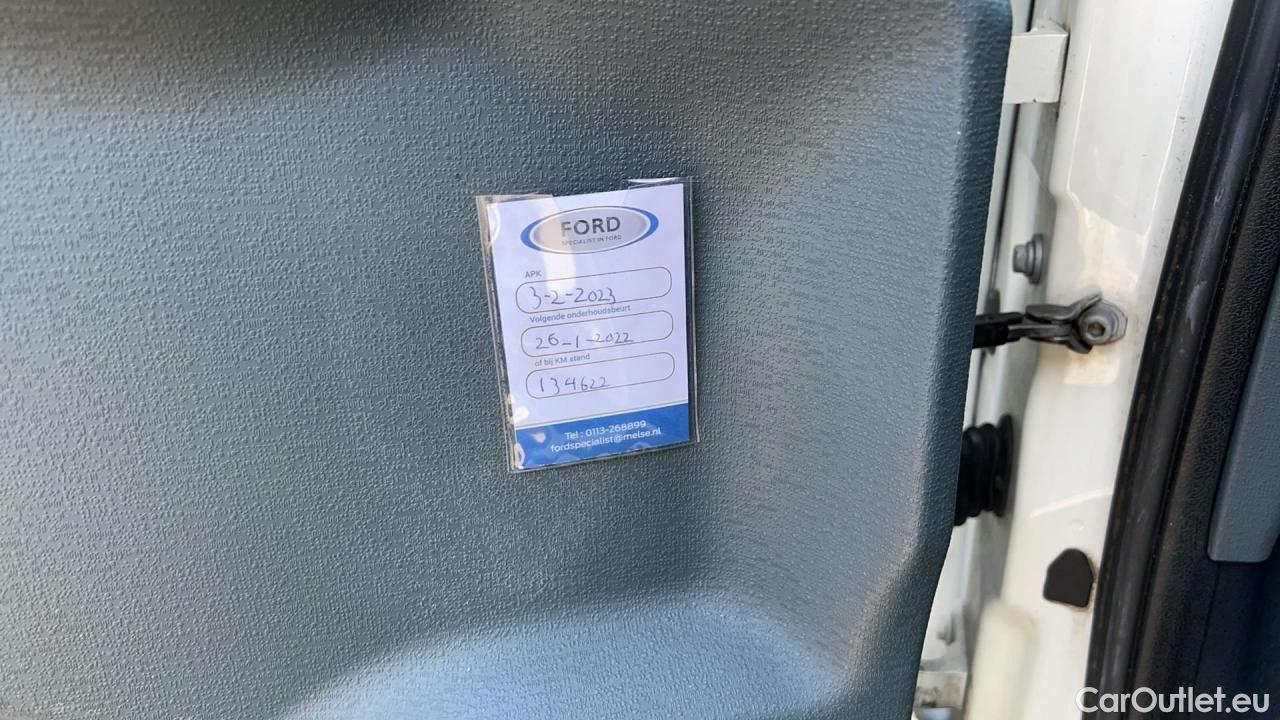 FORD
SPECIALIST IN FORD
APK
3-2-2023
Volgende onderhoudsbeurt
26-1-2022
of bij KM stand
134622
Tel : 0113-268899
fordspecialist@melse.nl
CarOutlet.eu